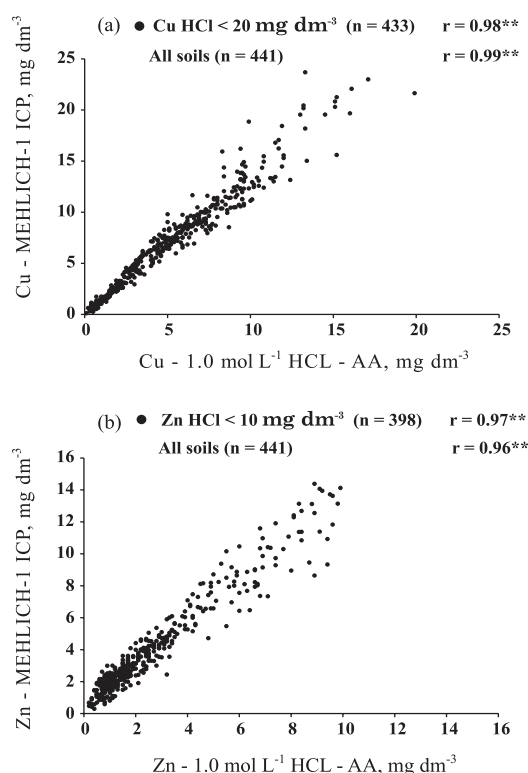 (a) ● Cu HCl < 20 mg dm⁻³ (n = 433) r = 0.98**
All soils (n = 441) r = 0.99**
Cu - MEHLICH-1 ICP, mg dm⁻³
25
20
15
10
5
0
0 5 10 15 20 25
Cu - 1.0 mol L⁻¹ HCL - AA, mg dm⁻³
(b) ● Zn HCl < 10 mg dm⁻³ (n = 398) r = 0.97**
All soils (n = 441) r = 0.96**
Zn - MEHLICH-1 ICP, mg dm⁻³
16
14
12
10
8
6
4
2
0
0 2 4 6 8 10 12 14 16
Zn - 1.0 mol L⁻¹ HCL - AA, mg dm⁻³